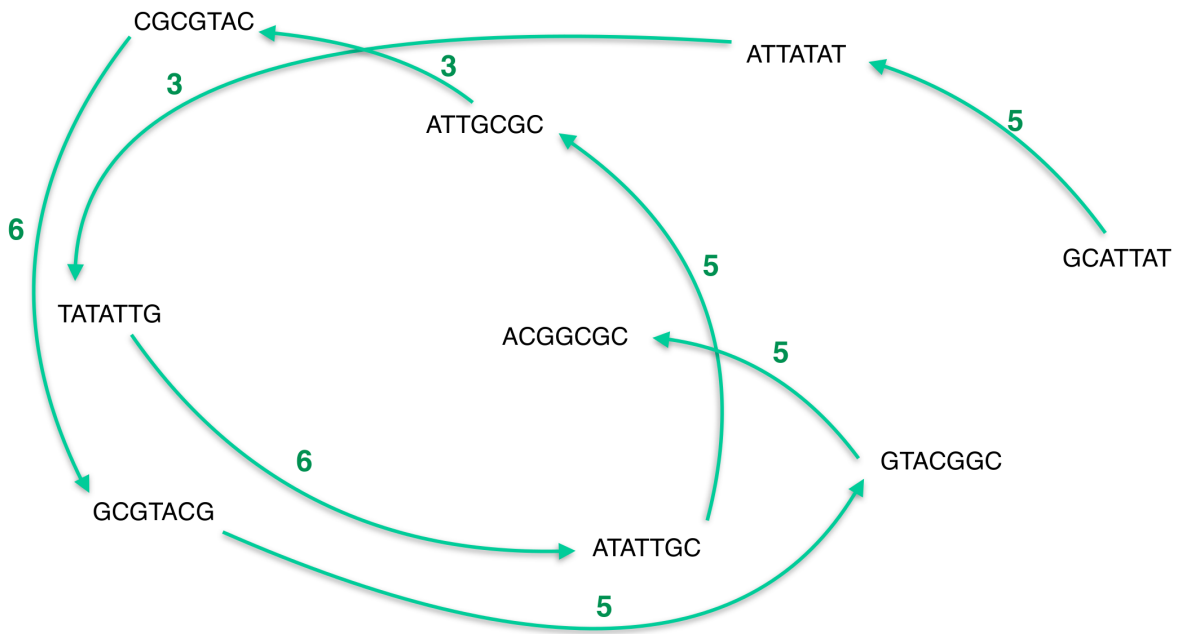 CGCGTAC
ATTATAT
3
3
5
ATTGCGC
6
5
GCATTAT
TATATTG
ACGGCGC
5
6
GTACGGC
GCGTACG
ATATTGC
5